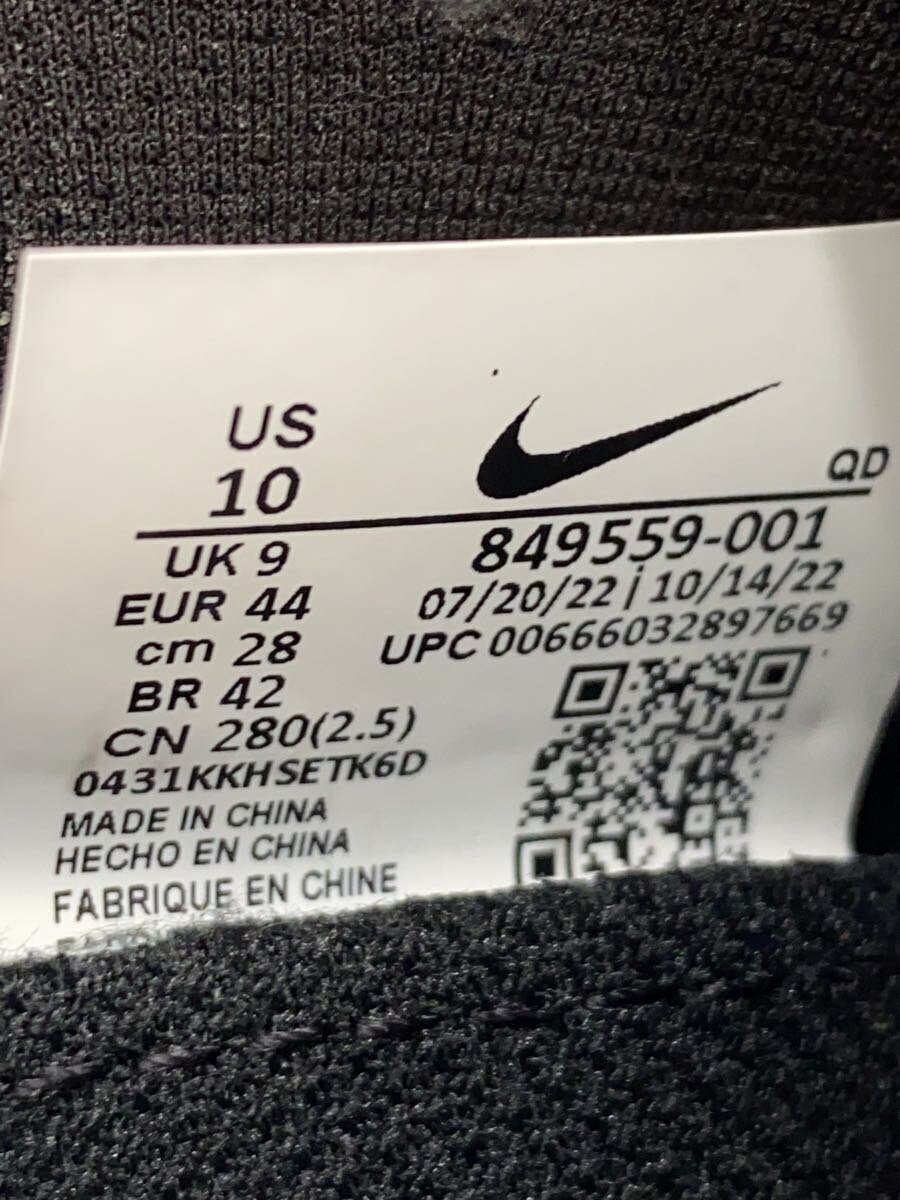 US
10
QD
UK 9
EUR 44
cm 28
BR 42
CN 280(2.5)
0431KKHSETK6D
MADE IN CHINA
HECHO EN CHINA
FABRIQUE EN CHINE
849559-001
07/20/22 | 10/14/22
UPC 00666032897669